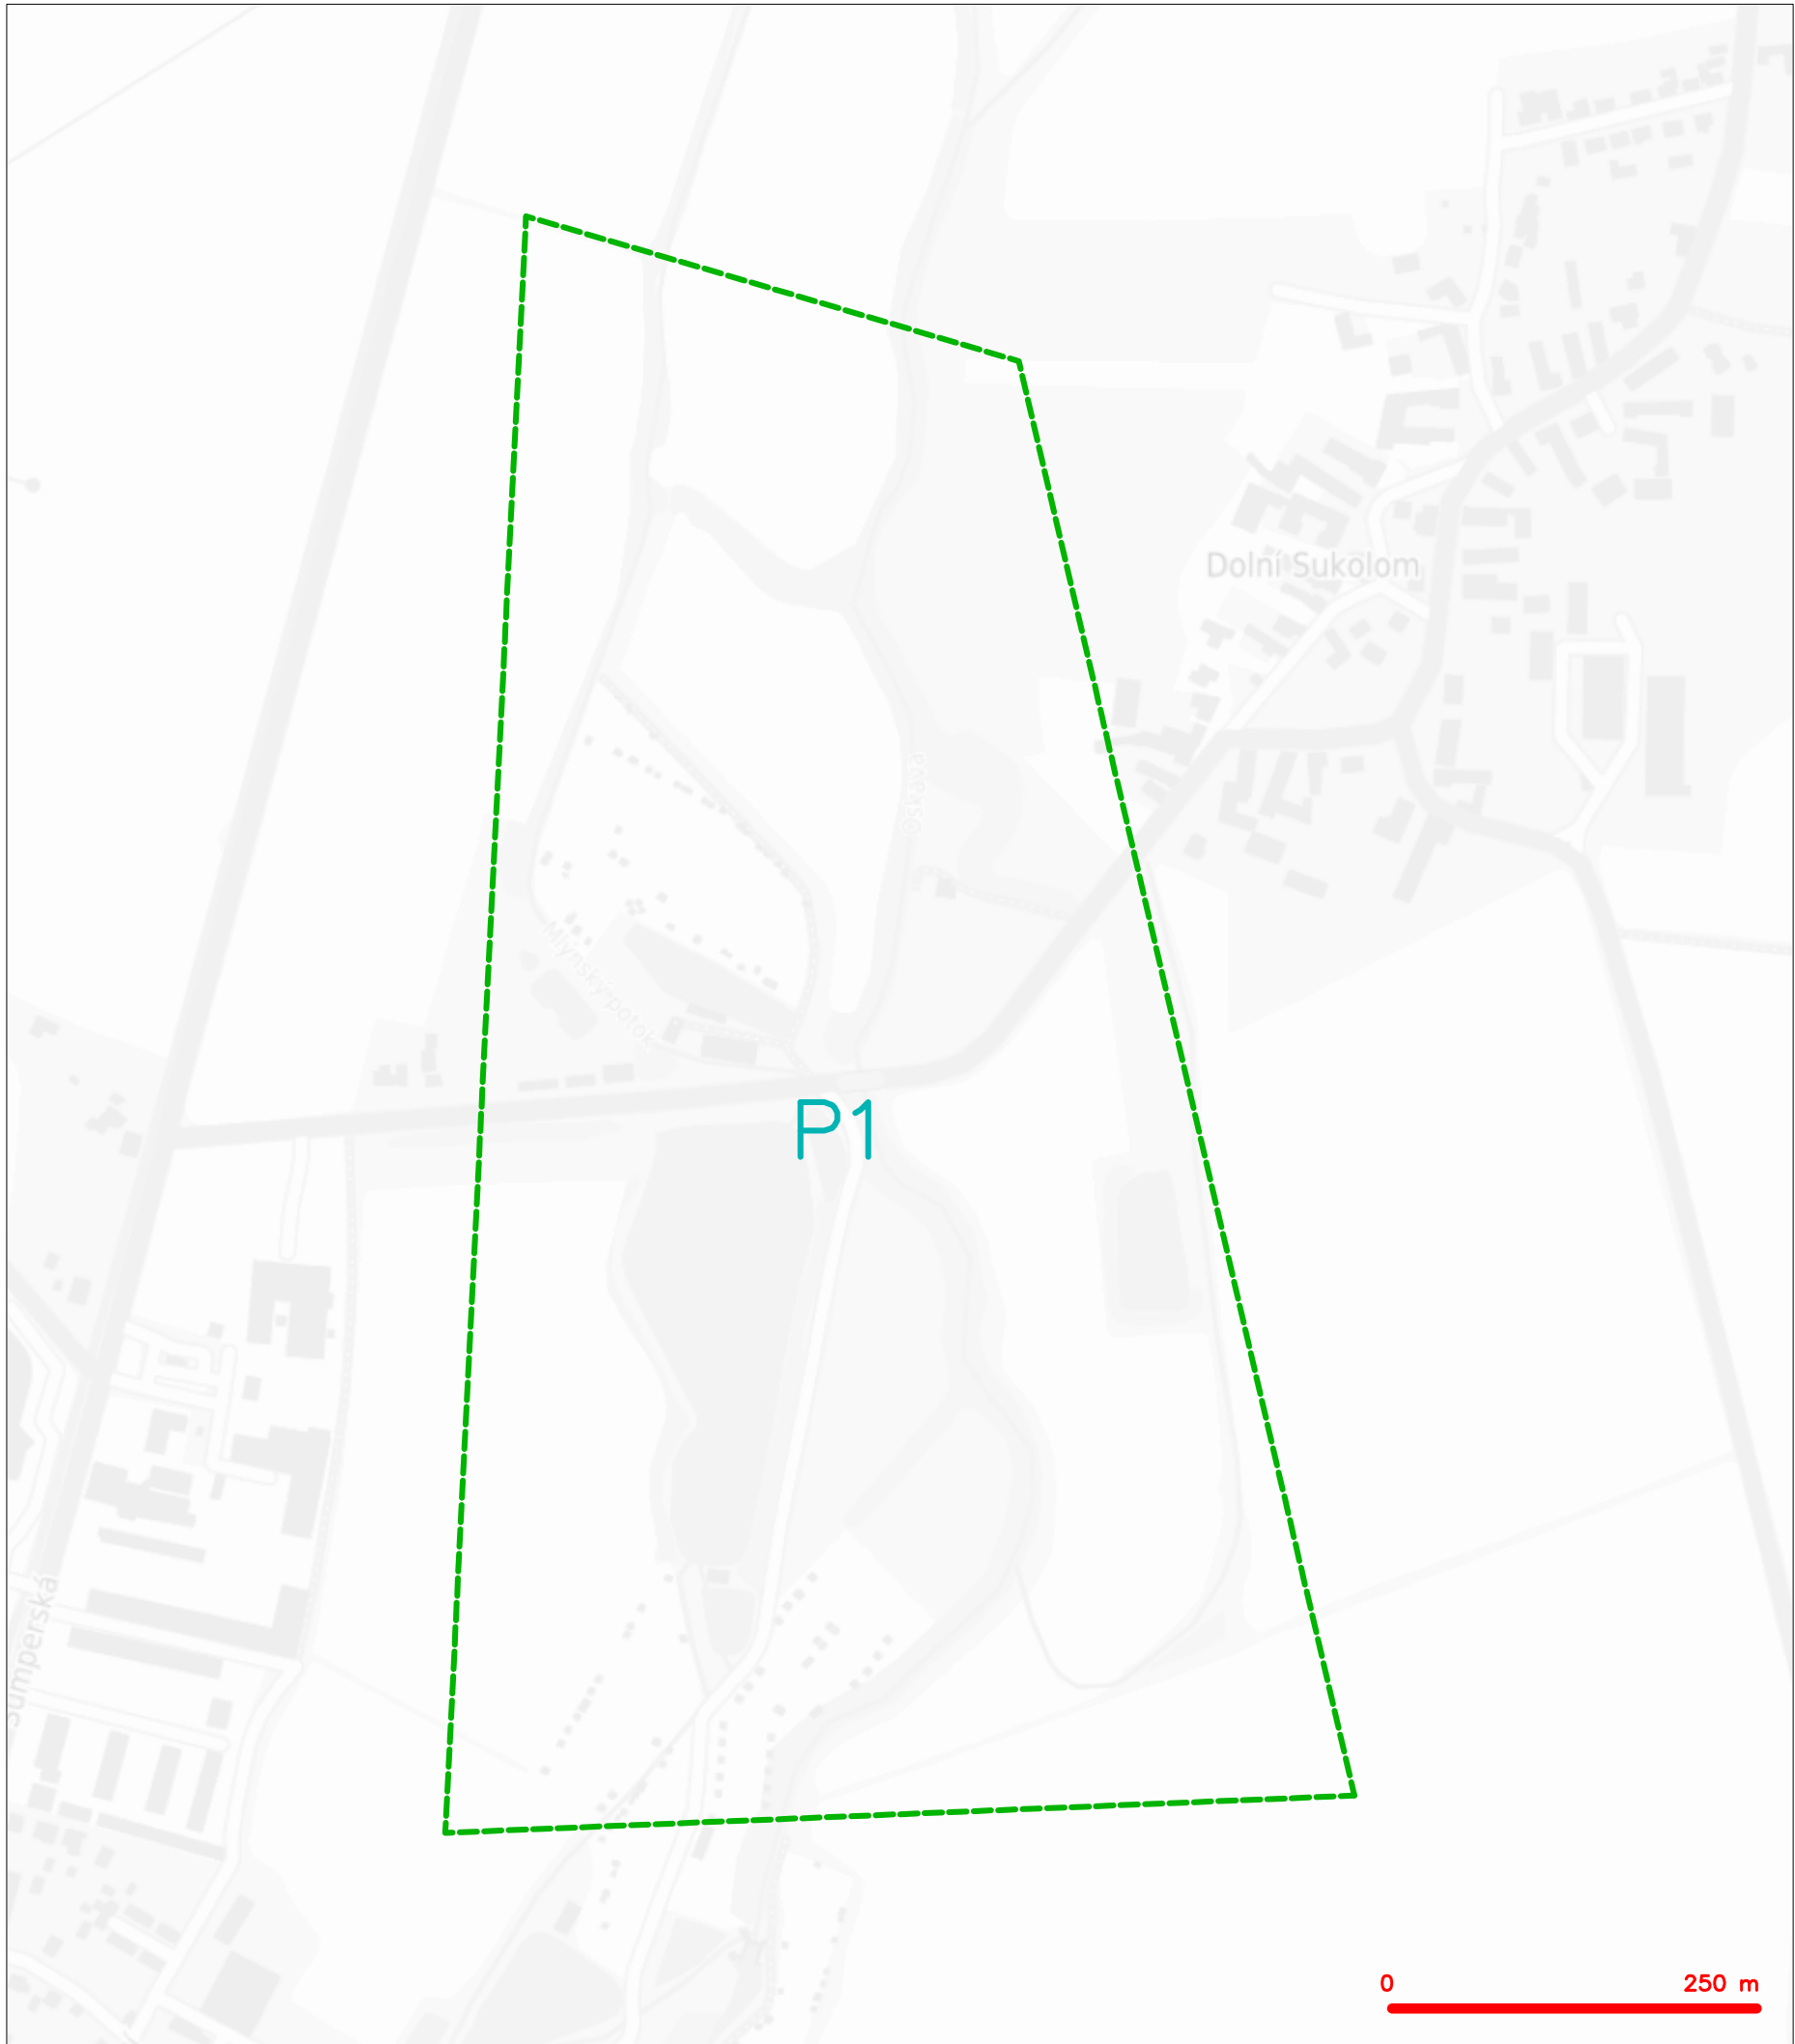 Dolní Sukolom
Oskava
Mlýnský potok
P1
Šumperská
0 250 m